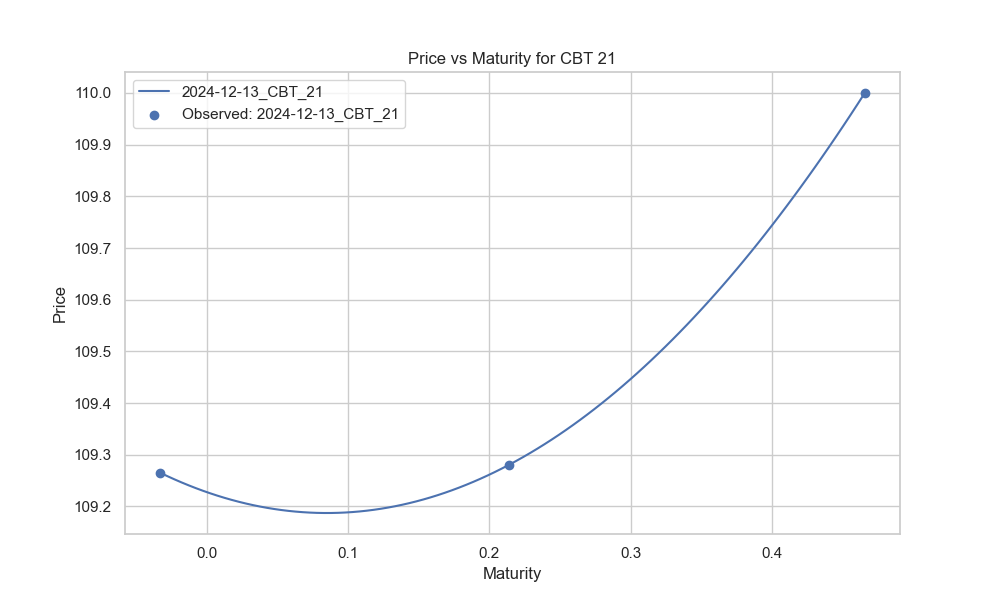 Price vs Maturity for CBT 21
2024-12-13_CBT_21
Observed: 2024-12-13_CBT_21
110.0
109.9
109.8
109.7
109.6
109.5
109.4
109.3
109.2
Price
0.0 0.1 0.2 0.3 0.4
Maturity